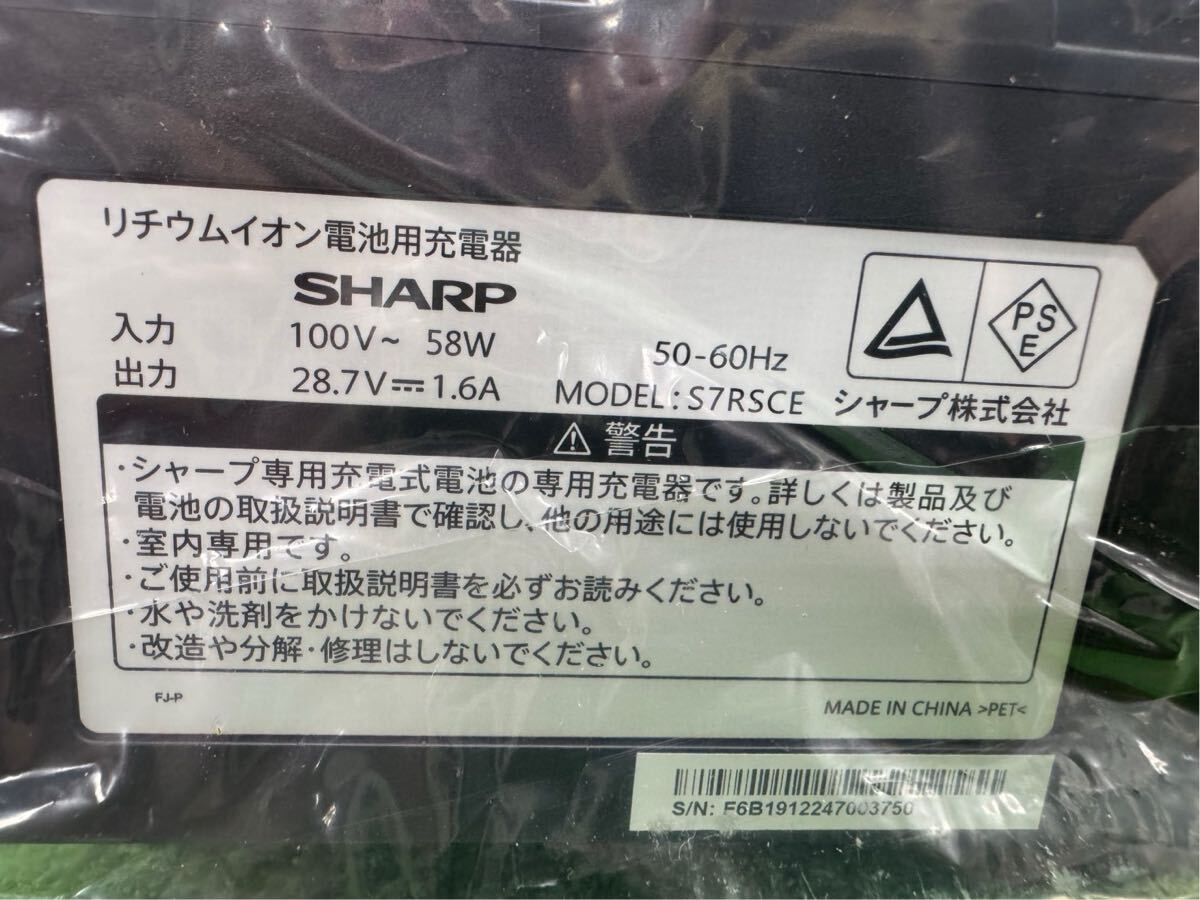 リチウムイオン電池用充電器
SHARP
入力 100V~ 58W 50-60Hz
出力 28.7V⎓1.6A MODEL:S7RSCE シャープ株式会社
PSE
⚠警告
・シャープ専用充電式電池の専用充電器です。詳しくは製品及び
電池の取扱説明書で確認し、他の用途には使用しないでください。
・室内専用です。
・ご使用前に取扱説明書を必ずお読みください。
・水や洗剤をかけないでください。
・改造や分解・修理はしないでください。
FJ-P
MADE IN CHINA >PET<
S/N: F6B1912247003750